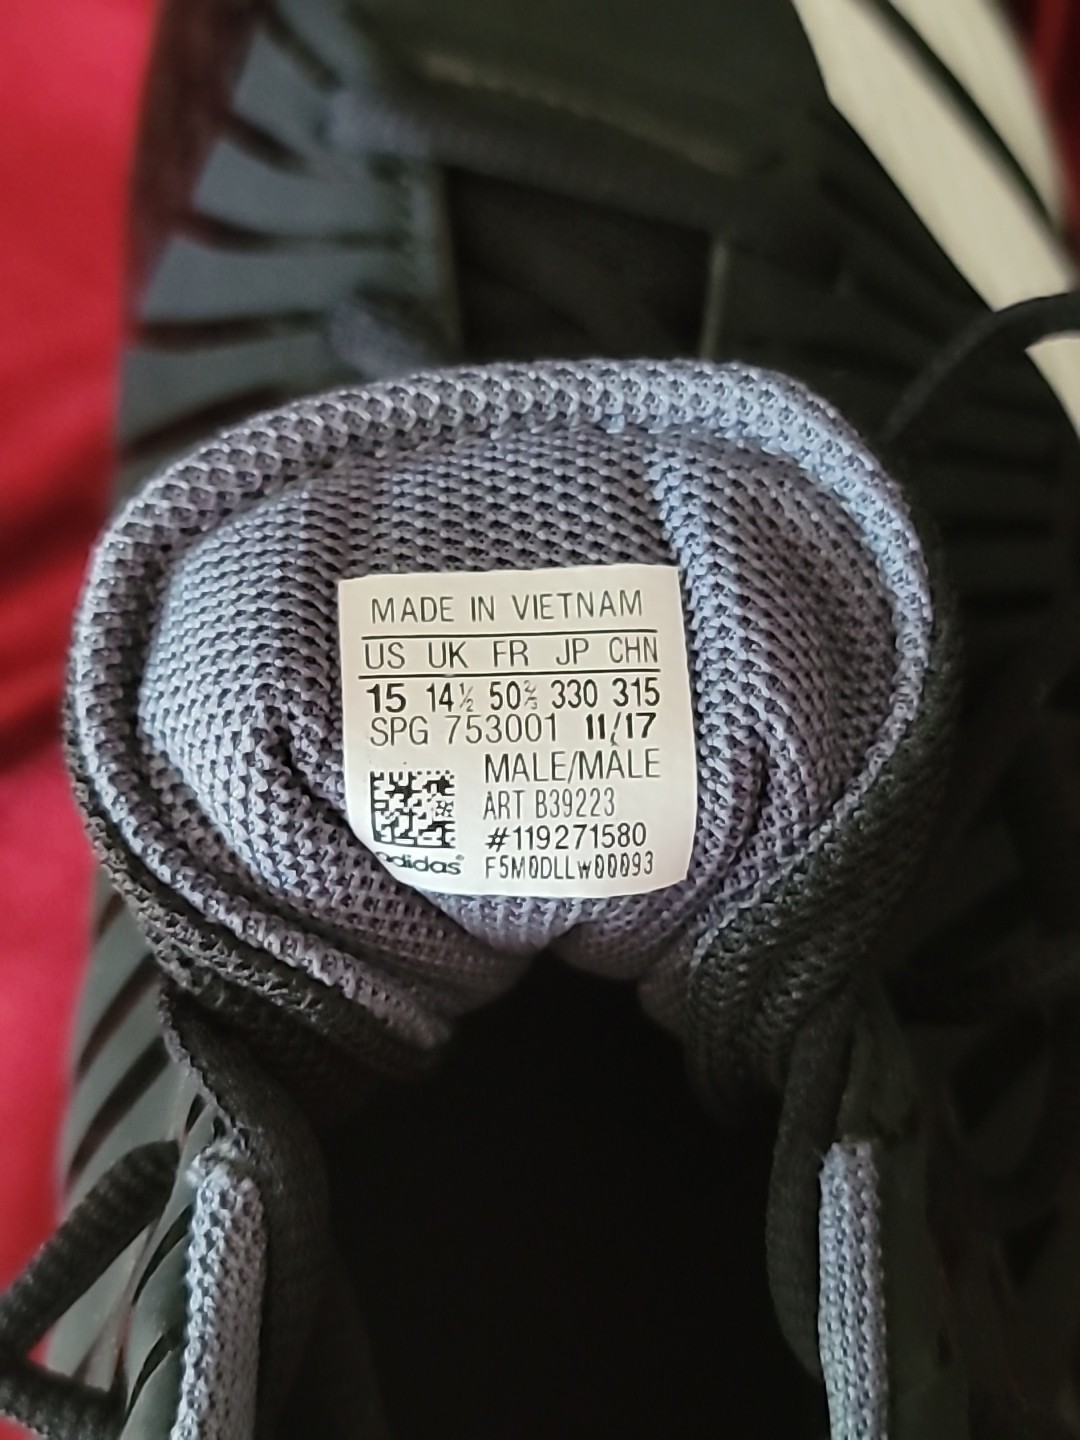 MADE IN VIETNAM
US UK FR JP CHN
15 14½ 50⅔ 330 315
SPG 753001 11/17
MALE/MÂLE
ART B39223
#119271580
adidas® F5M0DLLW00093